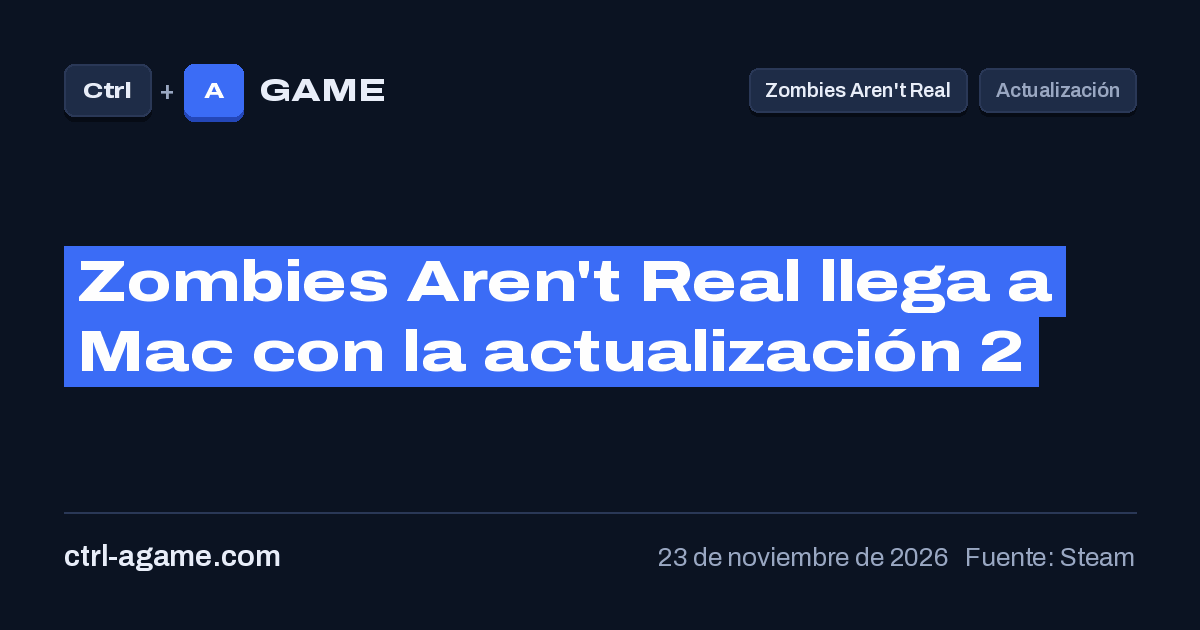 Ctrl + A GAME
Zombies Aren't Real
Actualización
Zombies Aren't Real llega a
Mac con la actualización 2
ctrl-agame.com
23 de noviembre de 2026 Fuente: Steam